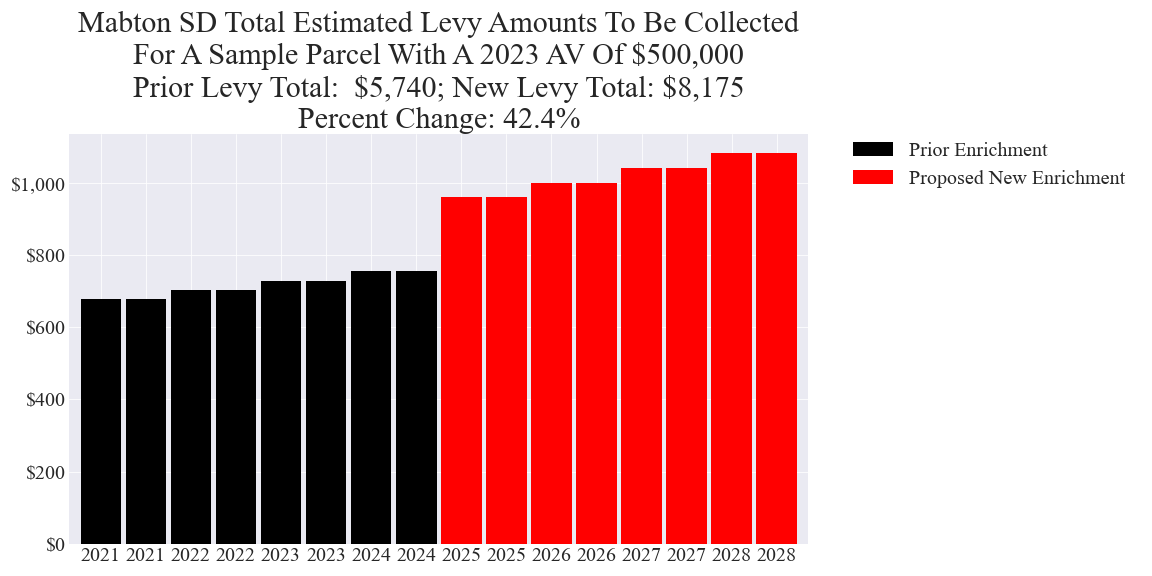 Mabton SD Total Estimated Levy Amounts To Be Collected
For A Sample Parcel With A 2023 AV Of $500,000
Prior Levy Total:  $5,740; New Levy Total: $8,175
Percent Change: 42.4%
Prior Enrichment
Proposed New Enrichment
$1,000
$800
$600
$400
$200
$0
2021 2021 2022 2022 2023 2023 2024 2024 2025 2025 2026 2026 2027 2027 2028 2028